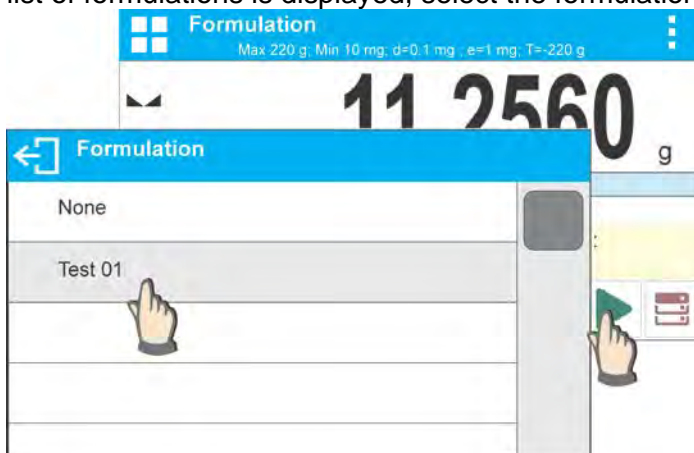 list of formulations is displayed, select the formulation
Formulation
Max 220 g; Min 10 mg; d=0.1 mg ; e=1 mg; T=-220 g
11.2560
g
Formulation
None
Test 01
: